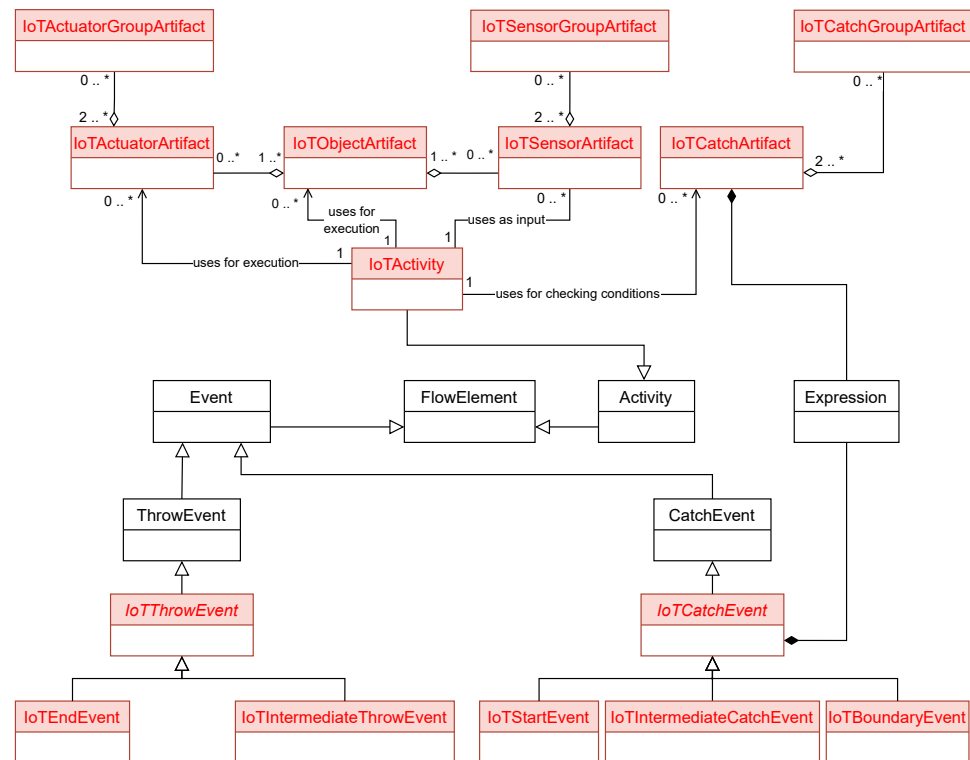 IoTActuatorGroupArtifact
IoTSensorGroupArtifact
IoTCatchGroupArtifact
0 .. *
0 .. *
0 .. *
2 .. *
2 .. *
IoTActuatorArtifact
IoTObjectArtifact
IoTSensorArtifact
IoTCatchArtifact
0 ..*
1 ..*
1 ..*
0 ..*
2 .. *
0 .. *
0 .. *
0 .. *
0 .. *
uses for
execution
uses as input
1
1
1
IoTActivity
uses for execution
1
uses for checking conditions
Event
FlowElement
Activity
Expression
ThrowEvent
CatchEvent
IoTThrowEvent
IoTCatchEvent
IoTEndEvent
IoTIntermediateThrowEvent
IoTStartEvent
IoTIntermediateCatchEvent
IoTBoundaryEvent